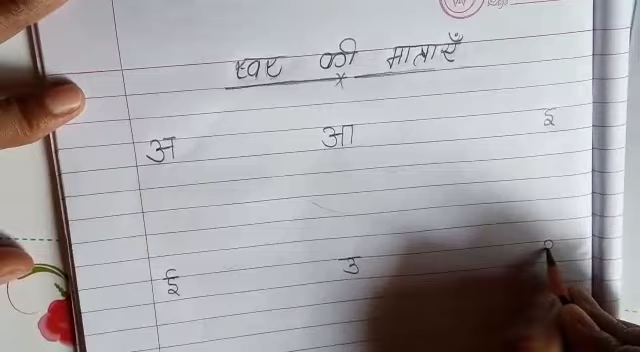 स्वर की मात्राएँ
अ आ इ
ई उ